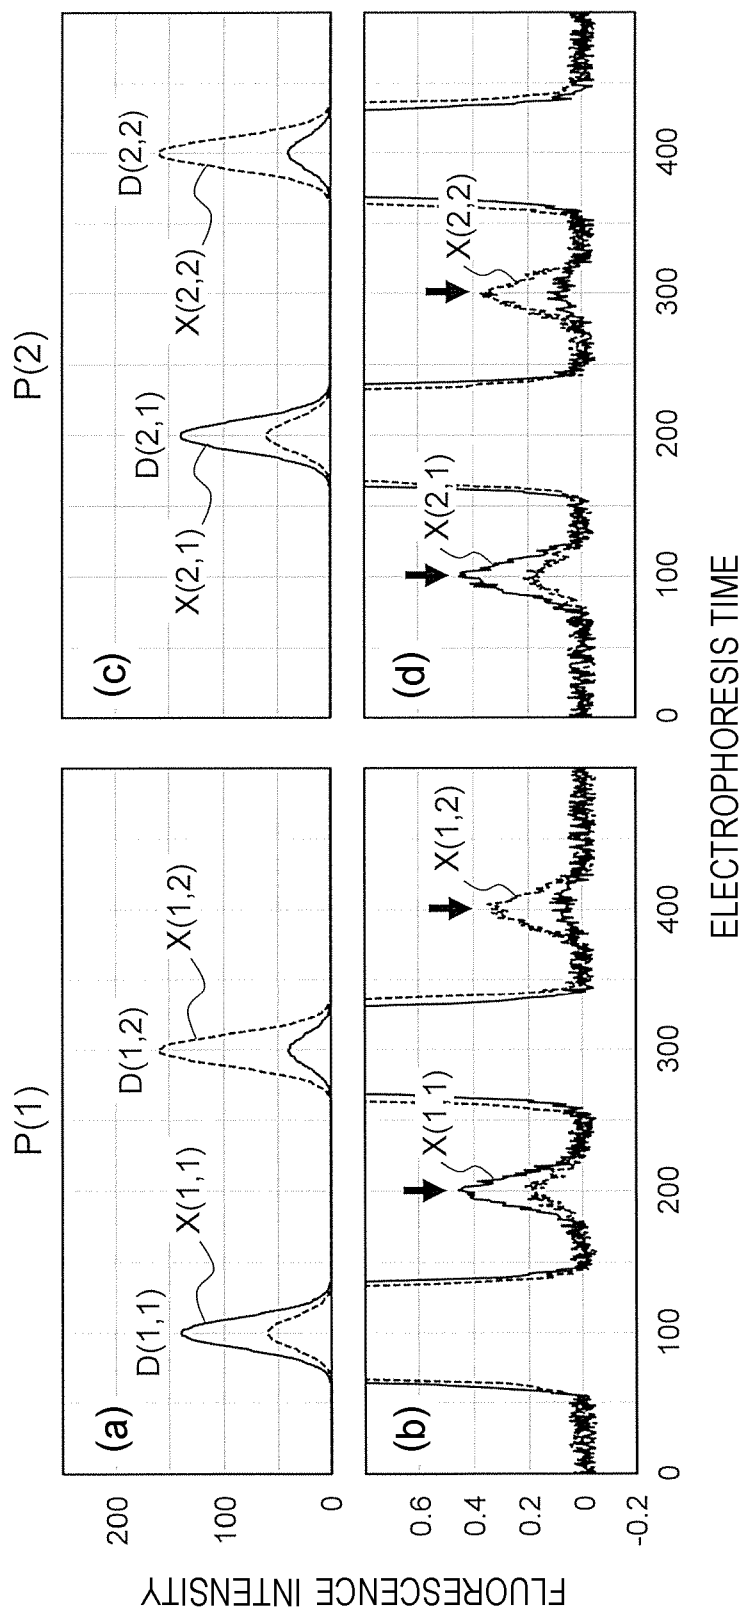 P(1)
P(2)
(a)
D(1,1)
X(1,1)
D(1,2)
X(1,2)
200
100
0
(c)
X(2,1)
D(2,1)
X(2,2)
D(2,2)
(b)
X(1,1)
X(1,2)
0.6
0.4
0.2
0
-0.2
0
100
200
300
400
(d)
X(2,1)
X(2,2)
0
100
200
300
400
FLUORESCENCE INTENSITY
ELECTROPHORESIS TIME